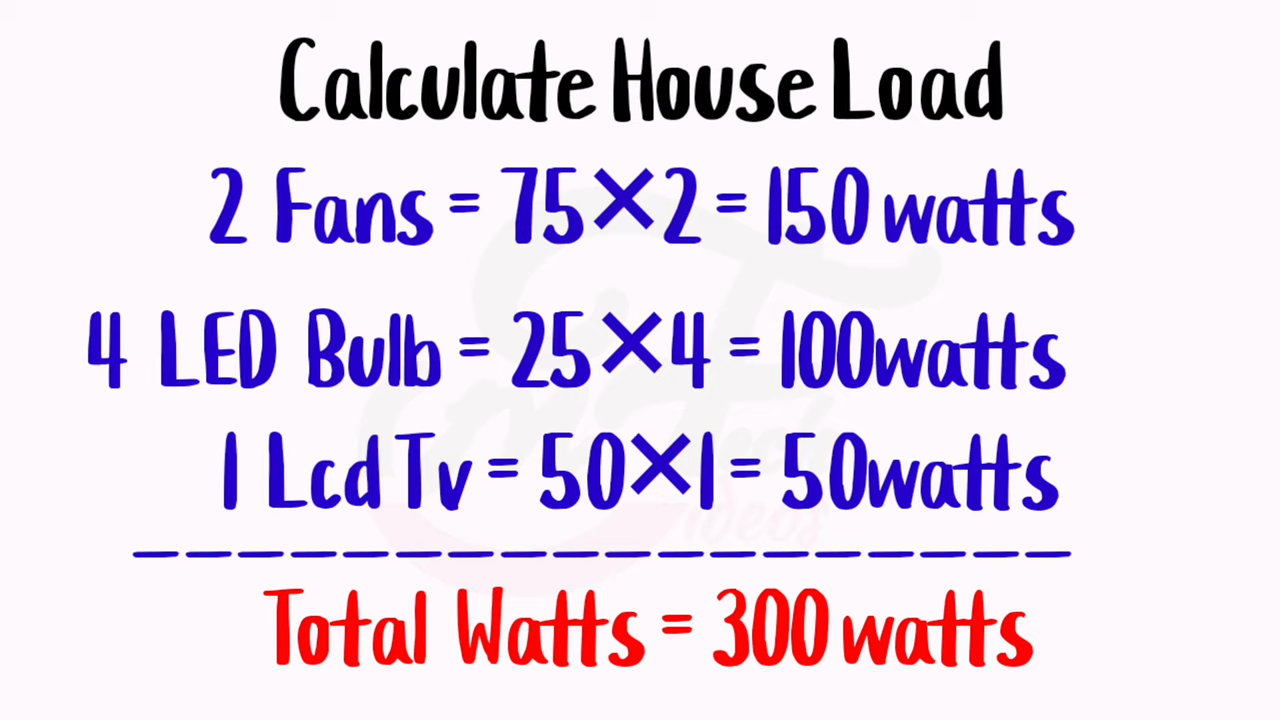 Calculate House Load
2 Fans = 75×2 = 150 watts
4 LED Bulb = 25×4 = 100watts
1 Lcd Tv = 50×1 = 50watts
Total Watts = 300 watts